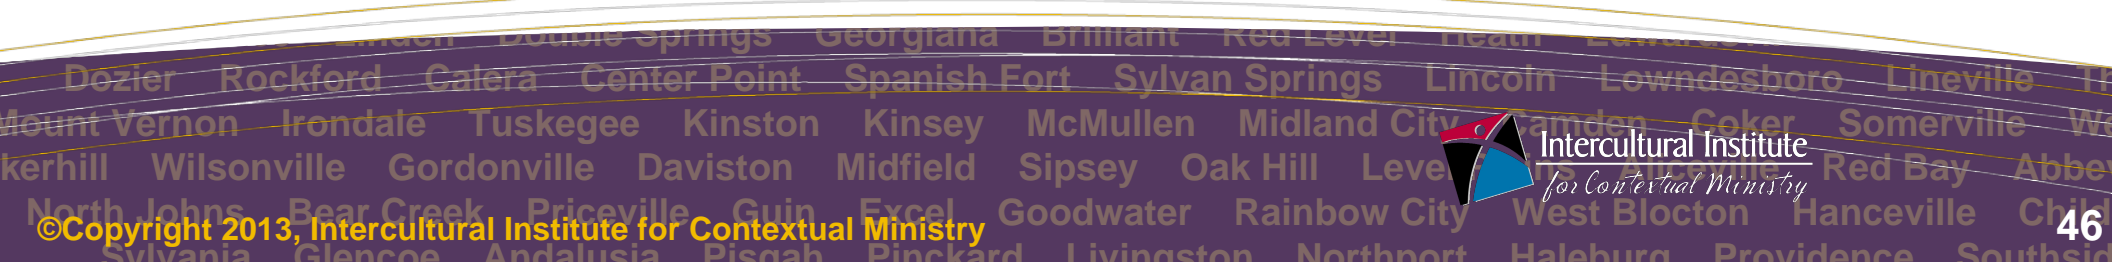 Linden Double Springs Georgiana Brilliant Red Level Heath
Dozier Rockford Calera Center Point Spanish Fort Sylvan Springs Lincoln Lowndesboro Lineville
Mount Vernon Irondale Tuskegee Kinston Kinsey McMullen Midland City Camden Coker Somerville
Intercultural Institute
for Contextual Ministry
kerhill Wilsonville Gordonville Daviston Midfield Sipsey Oak Hill Aliceville Red Bay
North Johns Bear Creek Priceville Guin Excel Goodwater Rainbow City West Blocton Hanceville
©Copyright 2013, Intercultural Institute for Contextual Ministry
46
Sylvania Glencoe Andalusia Pisgah Pinckard Livingston Northport Haleburg Providence